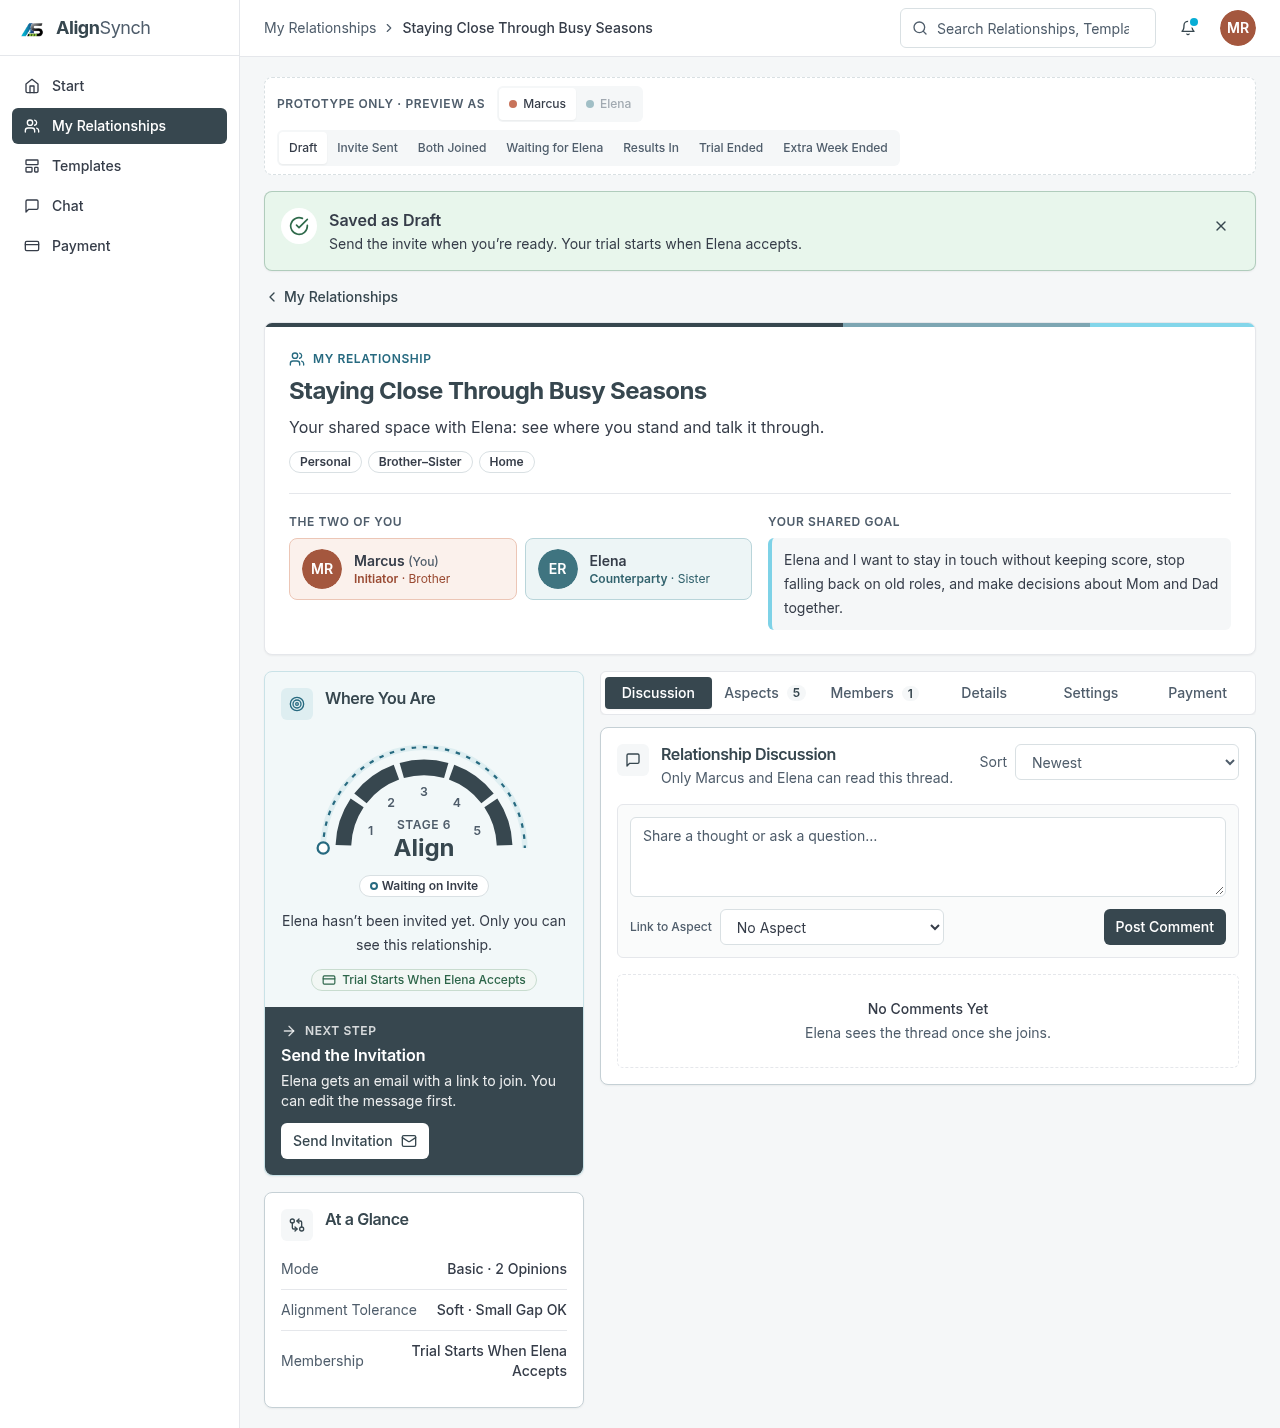 AlignSynch
My Relationships > Staying Close Through Busy Seasons
Search Relationships, Templa
MR
Start
My Relationships
Templates
Chat
Payment
PROTOTYPE ONLY · PREVIEW AS
Marcus
Elena
Draft
Invite Sent
Both Joined
Waiting for Elena
Results In
Trial Ended
Extra Week Ended
Saved as Draft
Send the invite when you’re ready. Your trial starts when Elena accepts.
My Relationships
MY RELATIONSHIP
Staying Close Through Busy Seasons
Your shared space with Elena: see where you stand and talk it through.
Personal
Brother–Sister
Home
THE TWO OF YOU
MR
Marcus (You)
Initiator · Brother
ER
Elena
Counterparty · Sister
YOUR SHARED GOAL
Elena and I want to stay in touch without keeping score, stop
falling back on old roles, and make decisions about Mom and Dad
together.
Where You Are
1
2
3
4
5
STAGE 6
Align
Waiting on Invite
Elena hasn’t been invited yet. Only you can
see this relationship.
Trial Starts When Elena Accepts
NEXT STEP
Send the Invitation
Elena gets an email with a link to join. You
can edit the message first.
Send Invitation
At a Glance
Mode
Basic · 2 Opinions
Alignment Tolerance
Soft · Small Gap OK
Membership
Trial Starts When Elena
Accepts
Discussion
Aspects 5
Members 1
Details
Settings
Payment
Relationship Discussion
Only Marcus and Elena can read this thread.
Sort
Newest
Share a thought or ask a question...
Link to Aspect
No Aspect
Post Comment
No Comments Yet
Elena sees the thread once she joins.